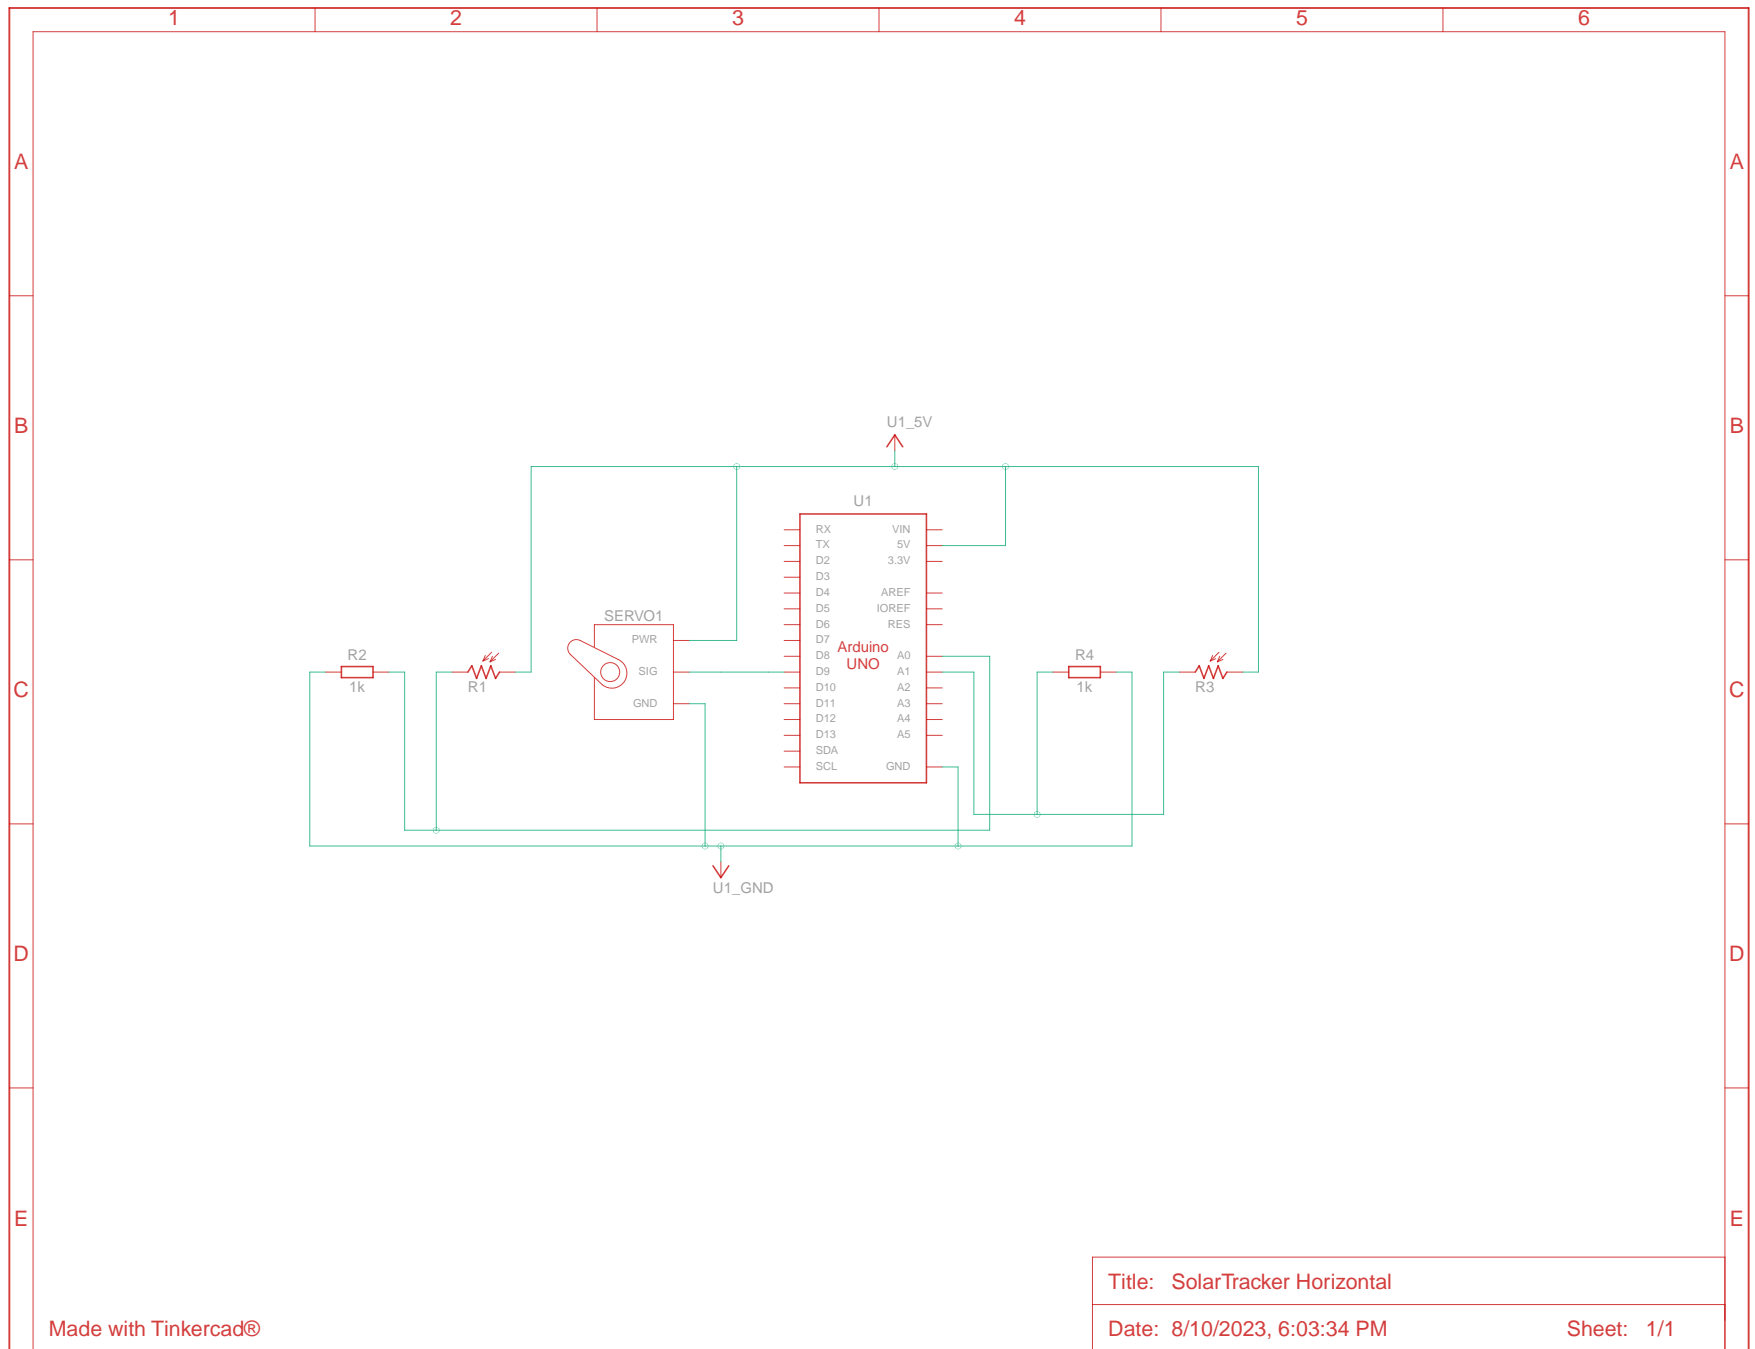 1 2 3 4 5 6
A A
B B
U1_5V
U1
RX VIN
TX 5V
D2 3.3V
D3
D4 AREF
D5 IOREF
D6 RES
SERVO1
PWR
D7
Arduino
UNO
D8 A0
R2
1k
R1
SIG
D9 A1
R4
1k
R3
C C
D10 A2
GND
D11 A3
D12 A4
D13 A5
SDA
SCL GND
U1_GND
D D
E E
Title: SolarTracker Horizontal
Made with Tinkercad®
Date: 8/10/2023, 6:03:34 PM Sheet: 1/1